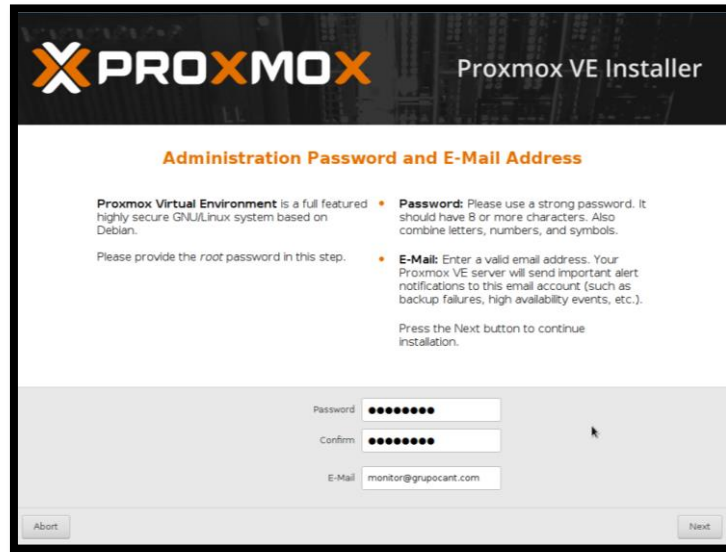 PROXMOX
Proxmox VE Installer
Administration Password and E-Mail Address
Proxmox Virtual Environment is a full featured
highly secure GNU/Linux system based on
Debian.
Please provide the root password in this step.
• Password: Please use a strong password. It
should have 8 or more characters. Also
combine letters, numbers, and symbols.
• E-Mail: Enter a valid email address. Your
Proxmox VE server will send important alert
notifications to this email account (such as
backup failures, high availability events, etc.).
Press the Next button to continue
installation.
Password ●●●●●●●●
Confirm ●●●●●●●●
E-Mail monitor@grupocant.com
Abort
Next